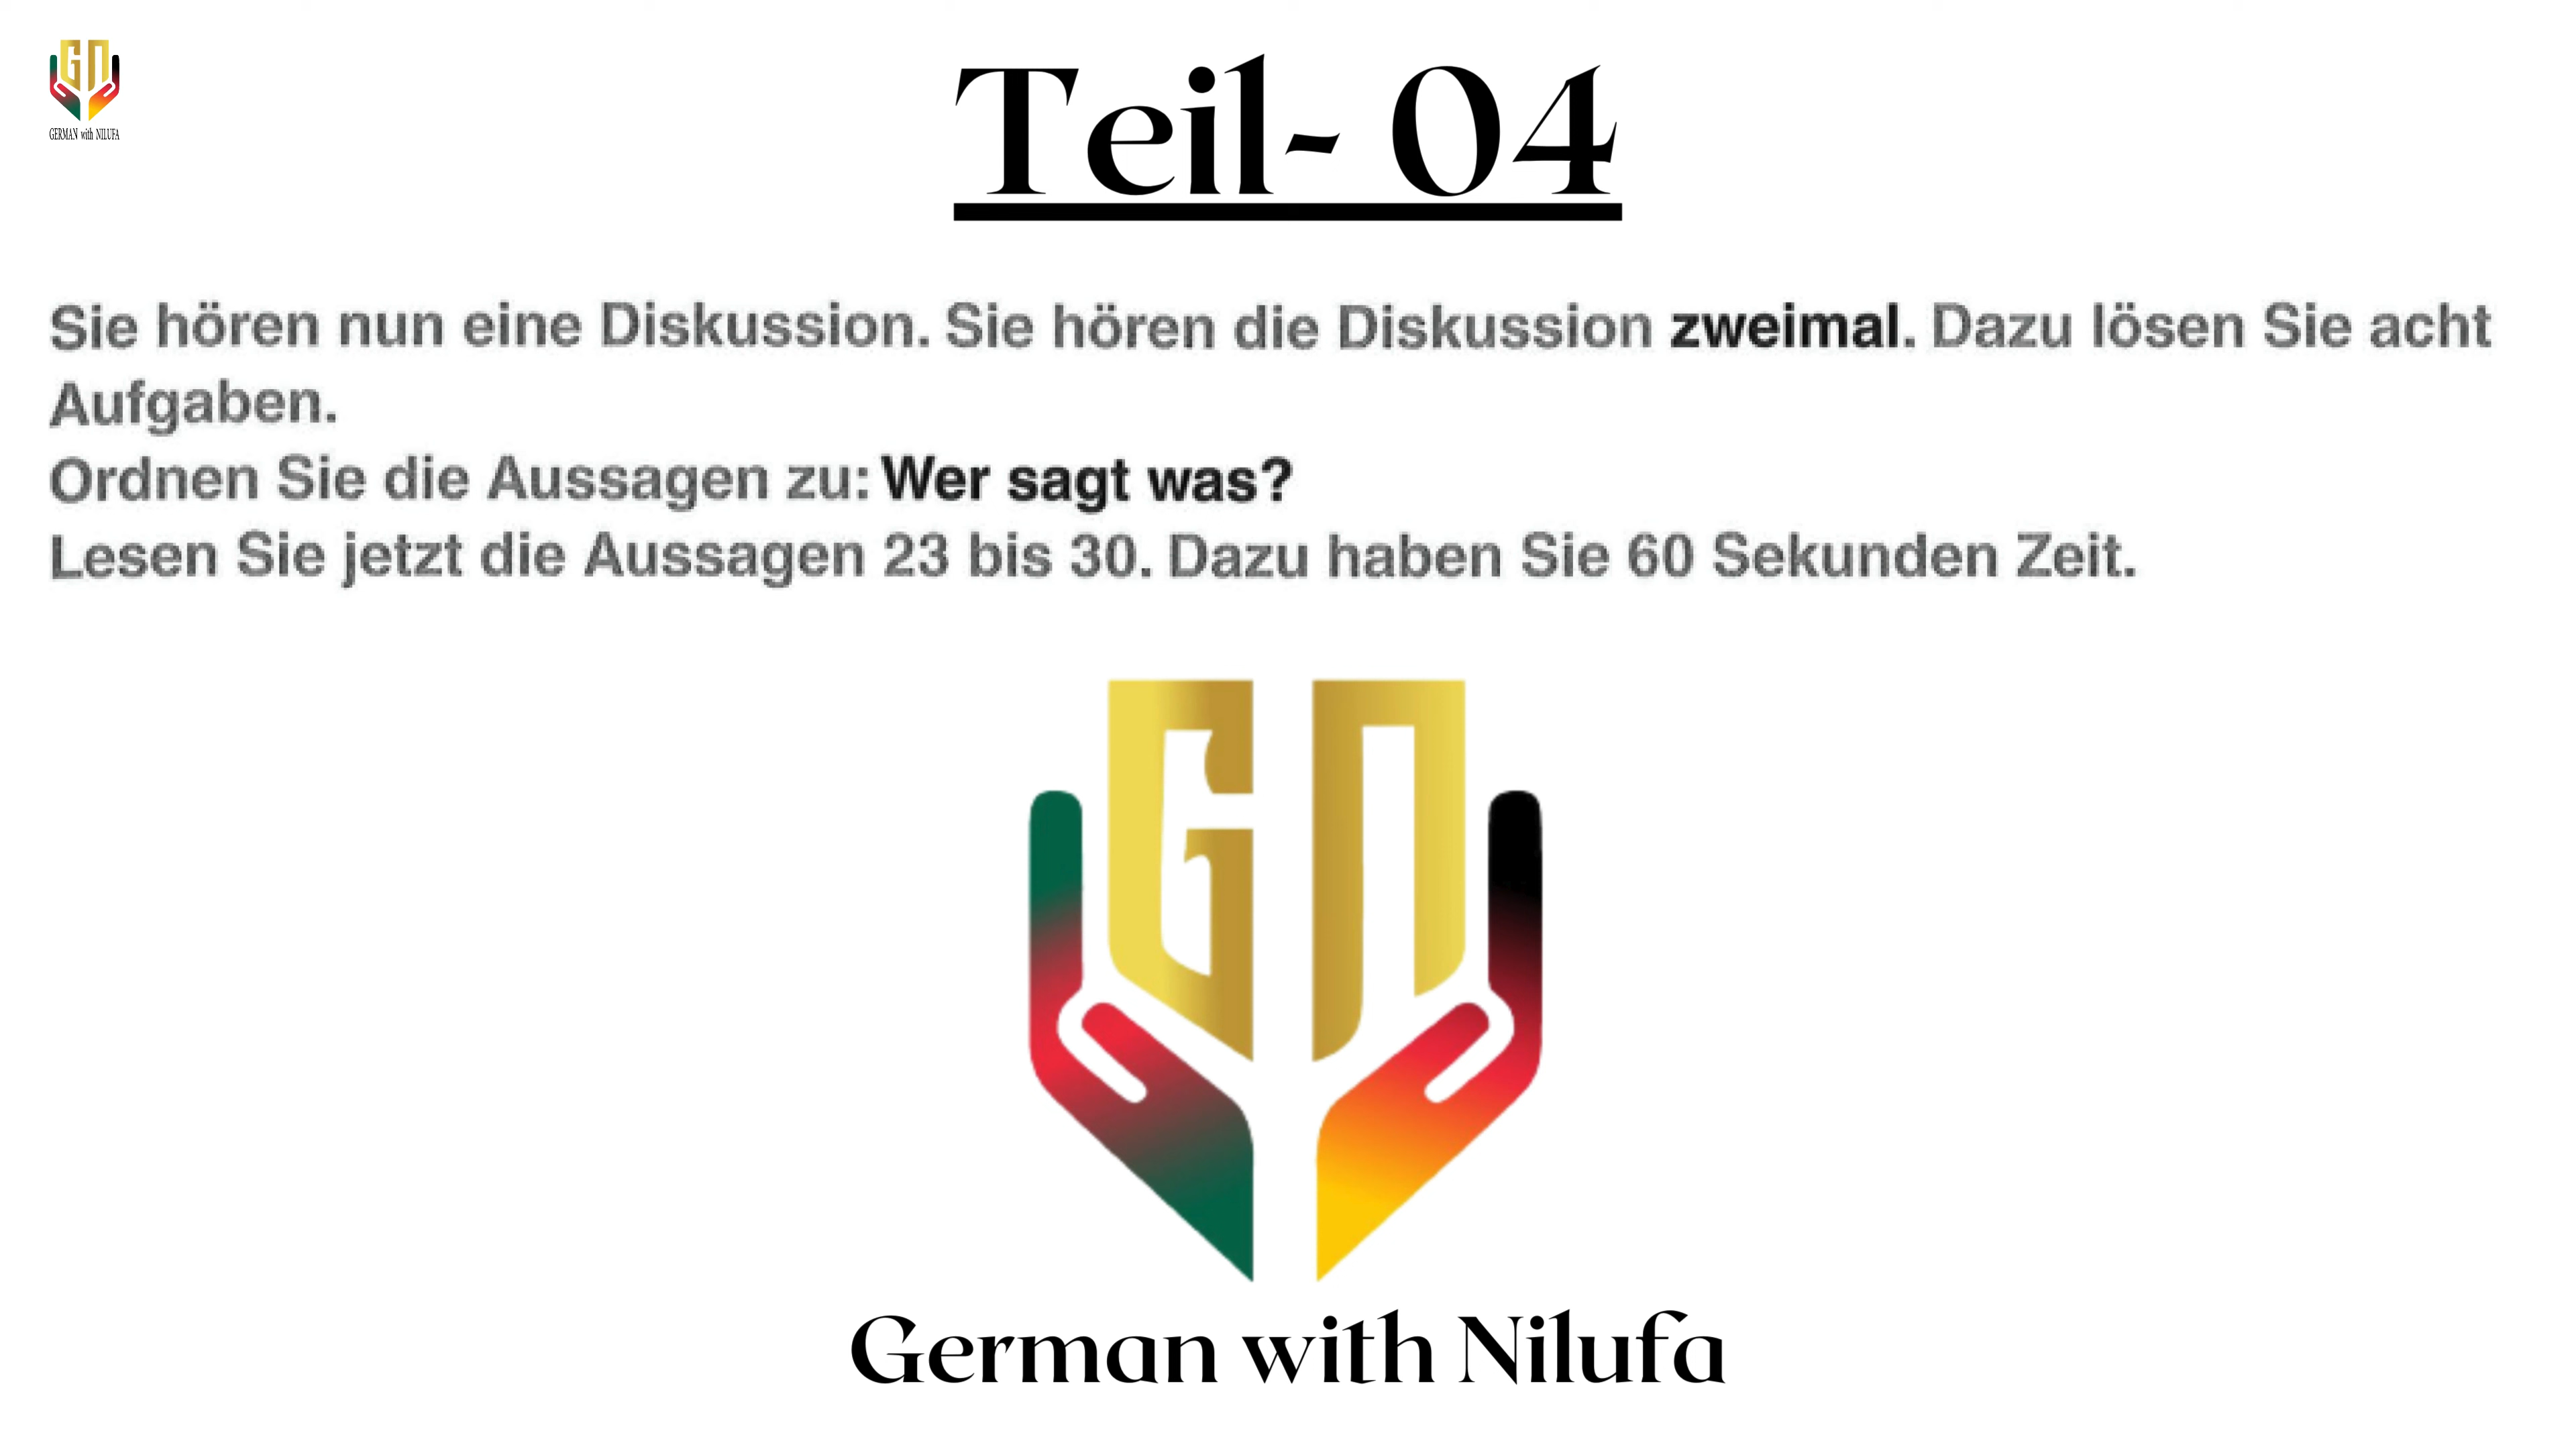 GN
GERMAN with NILUFA
Teil- 04
Sie hören nun eine Diskussion. Sie hören die Diskussion zweimal. Dazu lösen Sie acht
Aufgaben.
Ordnen Sie die Aussagen zu: Wer sagt was?
Lesen Sie jetzt die Aussagen 23 bis 30. Dazu haben Sie 60 Sekunden Zeit.
GN
German with Nilufa